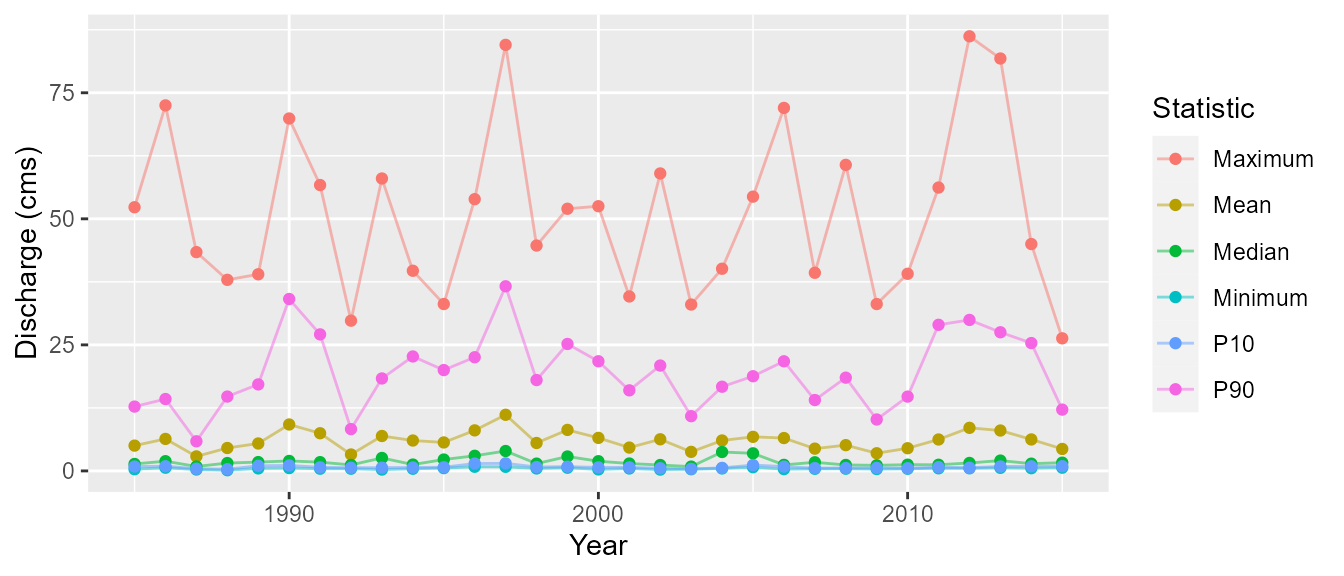 Discharge (cms)
75
50
25
0
1990
2000
2010
Year
Statistic
Maximum
Mean
Median
Minimum
P10
P90